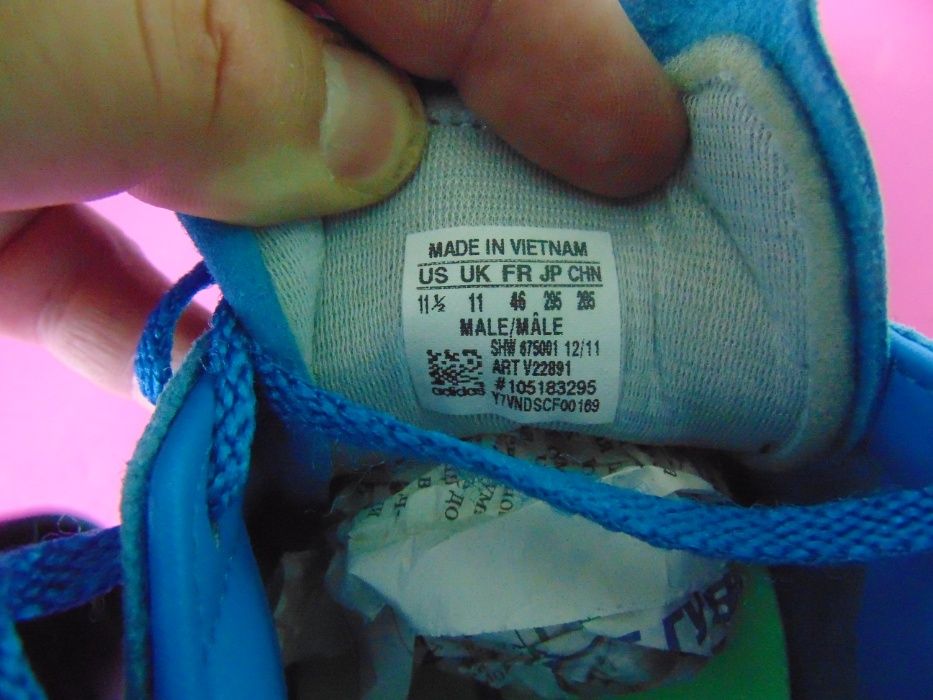 MADE IN VIETNAM
US UK FR JP CHN
11½ 11 46 295 285
MALE/MÂLE
SHW 675001 12/11
ART V22891
#105183295
Y7VNDSCF00169
adidas